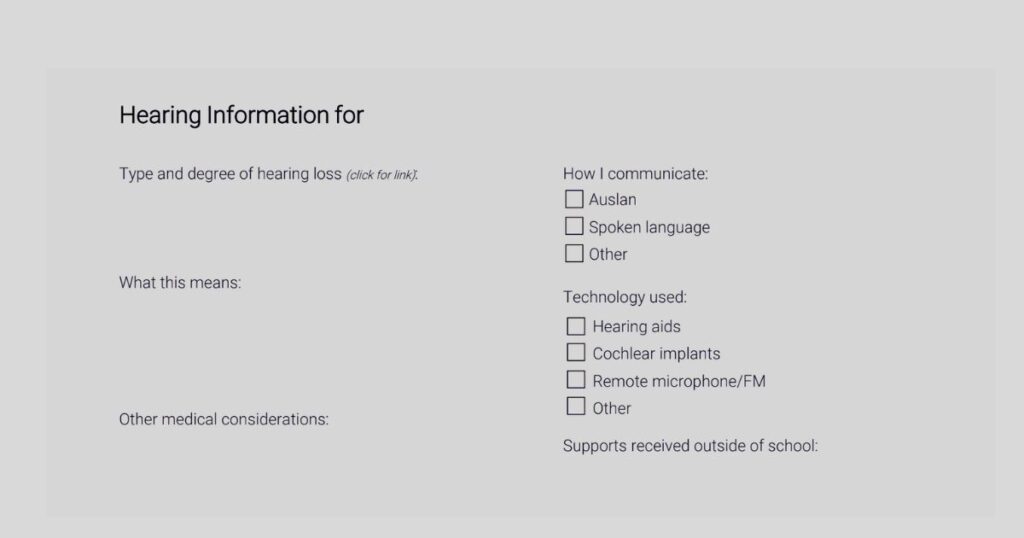 Hearing Information for
Type and degree of hearing loss (click for link):
What this means:
Other medical considerations:
How I communicate:
Auslan
Spoken language
Other
Technology used:
Hearing aids
Cochlear implants
Remote microphone/FM
Other
Supports received outside of school: